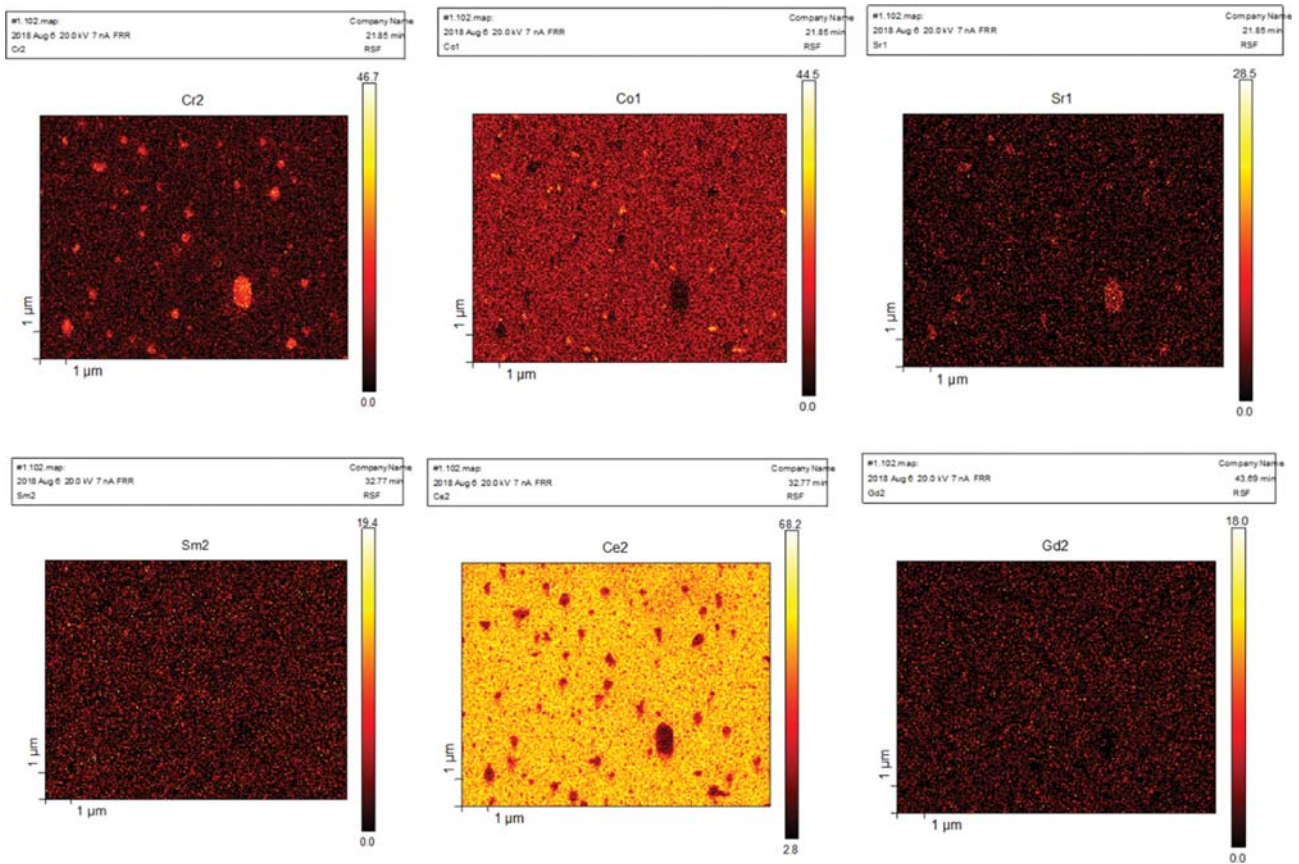 #1.102.map: Company Name
2018 Aug 6 20.0 kV 7 nA FRR 21.85 min
Cr2 RSF
46.7
Cr2
1 µm
1 µm
0.0
#1.102.map: Company Name
2018 Aug 6 20.0 kV 7 nA FRR 21.85 min
Co1 RSF
44.5
Co1
1 µm
1 µm
0.0
#1.102.map: Company Name
2018 Aug 6 20.0 kV 7 nA FRR 21.85 min
Sr1 RSF
28.5
Sr1
1 µm
1 µm
0.0
#1.102.map: Company Name
2018 Aug 6 20.0 kV 7 nA FRR 32.77 min
Sm2 RSF
19.4
Sm2
1 µm
1 µm
0.0
#1.102.map: Company Name
2018 Aug 6 20.0 kV 7 nA FRR 32.77 min
Ce2 RSF
68.2
Ce2
1 µm
1 µm
2.8
#1.102.map: Company Name
2018 Aug 6 20.0 kV 7 nA FRR 43.69 min
Gd2 RSF
18.0
Gd2
1 µm
1 µm
0.0